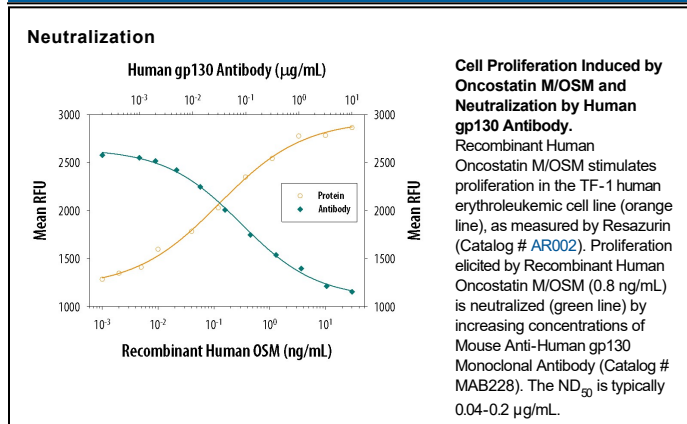 Neutralization
Human gp130 Antibody (µg/mL)
10⁻³ 10⁻² 10⁻¹ 10⁰ 10¹
3000 3000
2500 2500
2000 2000
1500 1500
1000 1000
Mean RFU
Mean RFU
Protein
Antibody
10⁻³ 10⁻² 10⁻¹ 10⁰ 10¹
Recombinant Human OSM (ng/mL)
Cell Proliferation Induced by
Oncostatin M/OSM and
Neutralization by Human
gp130 Antibody.
Recombinant Human
Oncostatin M/OSM stimulates
proliferation in the TF-1 human
erythroleukemic cell line (orange
line), as measured by Resazurin
(Catalog # AR002). Proliferation
elicited by Recombinant Human
Oncostatin M/OSM (0.8 ng/mL)
is neutralized (green line) by
increasing concentrations of
Mouse Anti-Human gp130
Monoclonal Antibody (Catalog #
MAB228). The ND₅₀ is typically
0.04-0.2 µg/mL.